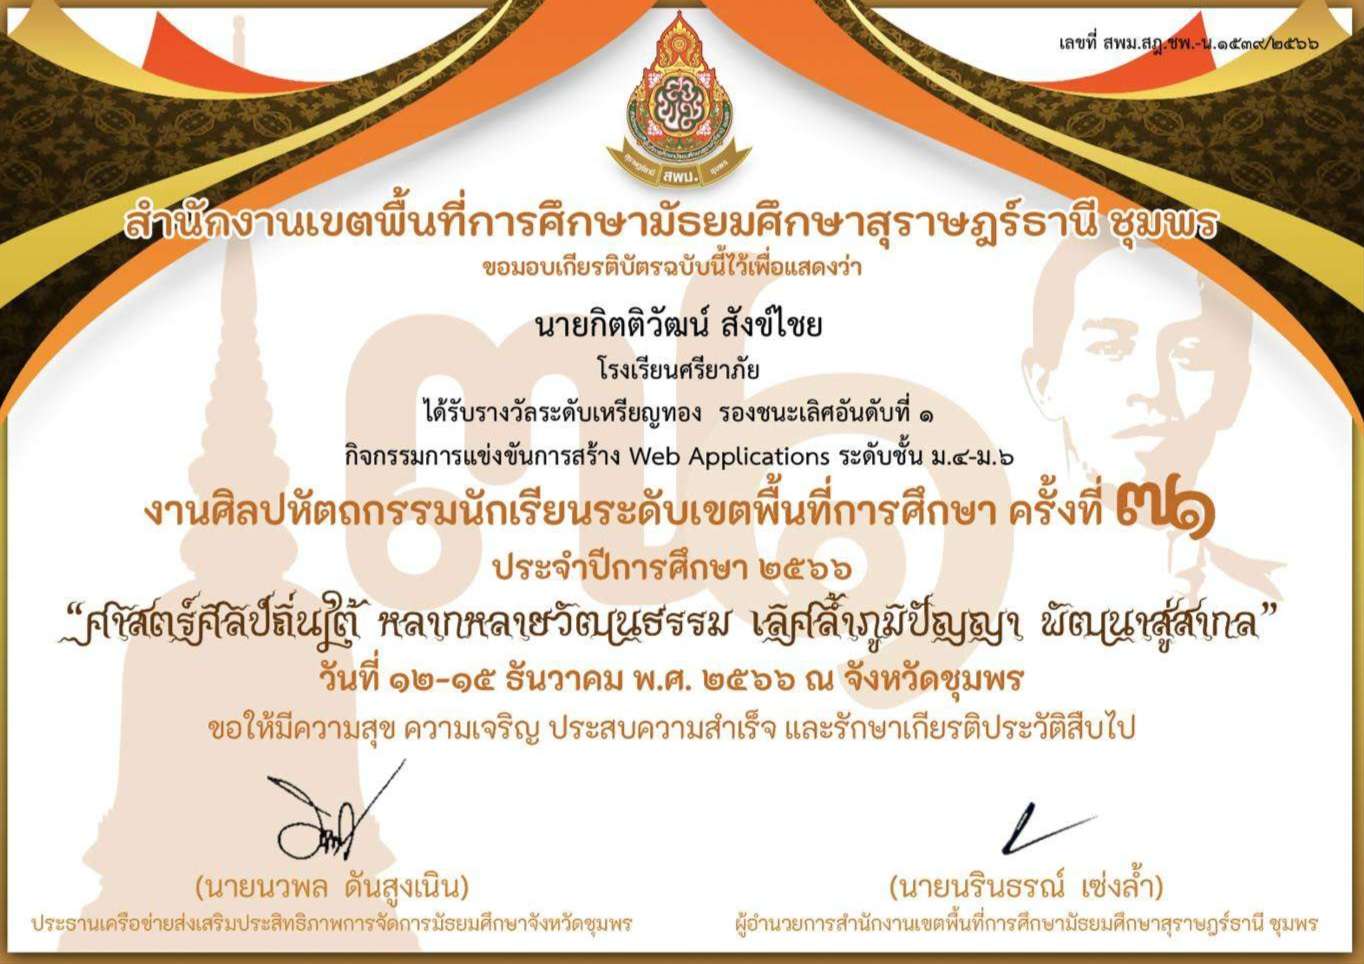 เลขที่ สพม.สฎ.ชพ.-น.๑๕๓๙/๒๕๖๖
สพม.
สำนักงานเขตพื้นที่การศึกษามัธยมศึกษาสุราษฎร์ธานี ชุมพร
ขอมอบเกียรติบัตรฉบับนี้ไว้เพื่อแสดงว่า
นายกิตติวัฒน์ สังข์ไชย
โรงเรียนศรียาภัย
ได้รับรางวัลระดับเหรียญทอง รองชนะเลิศอันดับที่ ๑
กิจกรรมการแข่งขันการสร้าง Web Applications ระดับชั้น ม.๔-ม.๖
งานศิลปหัตถกรรมนักเรียนระดับเขตพื้นที่การศึกษา ครั้งที่ ๗๑
ประจำปีการศึกษา ๒๕๖๖
“ศาสตร์ศิลป์ถิ่นใต้ หลากหลายวัฒนธรรม เลิศล้ำภูมิปัญญา พัฒนาสู่สากล”
วันที่ ๑๒-๑๕ ธันวาคม พ.ศ. ๒๕๖๖ ณ จังหวัดชุมพร
ขอให้มีความสุข ความเจริญ ประสบความสำเร็จ และรักษาเกียรติประวัติสืบไป
(นายนวพล ดันสูงเนิน)
ประธานเครือข่ายส่งเสริมประสิทธิภาพการจัดการมัธยมศึกษาจังหวัดชุมพร
(นายนรินธรณ์ เซ่งล้ำ)
ผู้อำนวยการสำนักงานเขตพื้นที่การศึกษามัธยมศึกษาสุราษฎร์ธานี ชุมพร